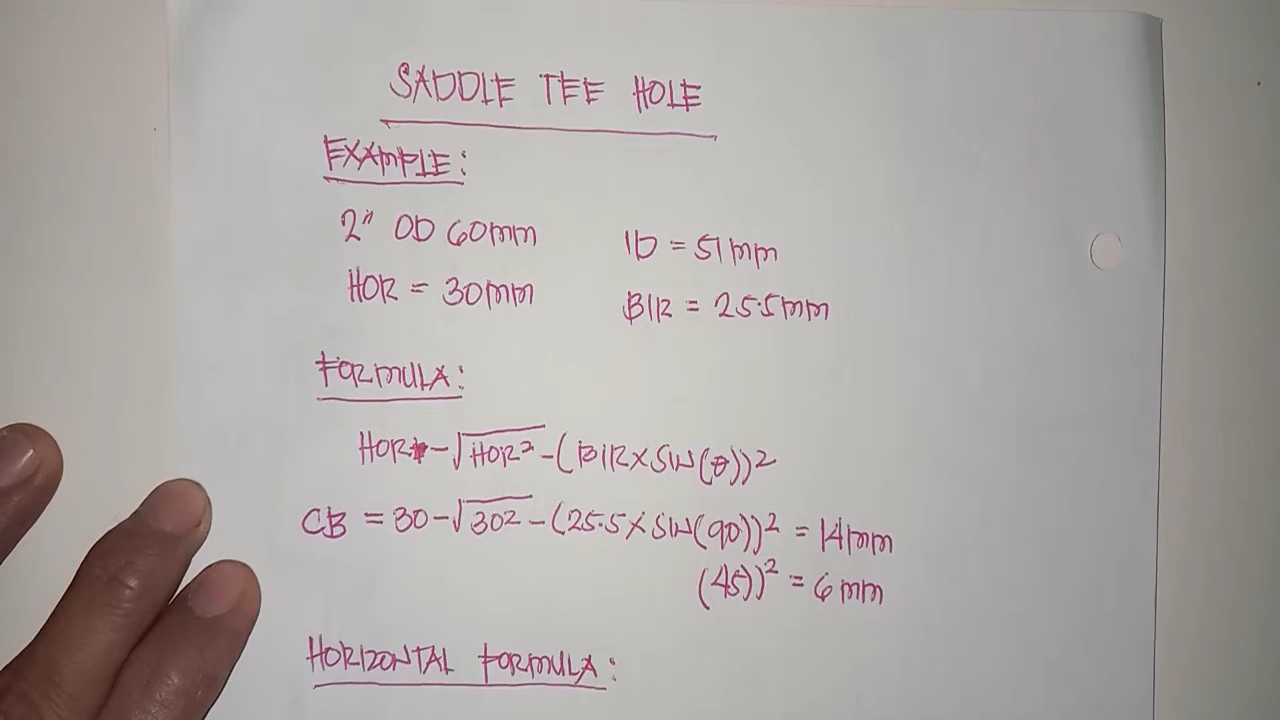 SADDLE TEE HOLE
EXAMPLE:
2" OD 60mm ID = 51mm
HOR = 30mm BIR = 25.5mm
FORMULA:
HOR-√HOR²-(BIR×SIN(θ))²
CB = 30-√30²-(25.5×SIN(90))² = 14mm
(45))² = 6mm
HORIZONTAL FORMULA: